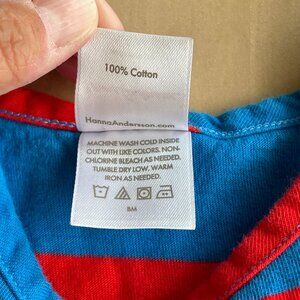 100% Cotton
HannaAndersson.com
MACHINE WASH COLD INSIDE
OUT WITH LIKE COLORS. NON-
CHLORINE BLEACH AS NEEDED.
TUMBLE DRY LOW. WARM
IRON AS NEEDED.
BM